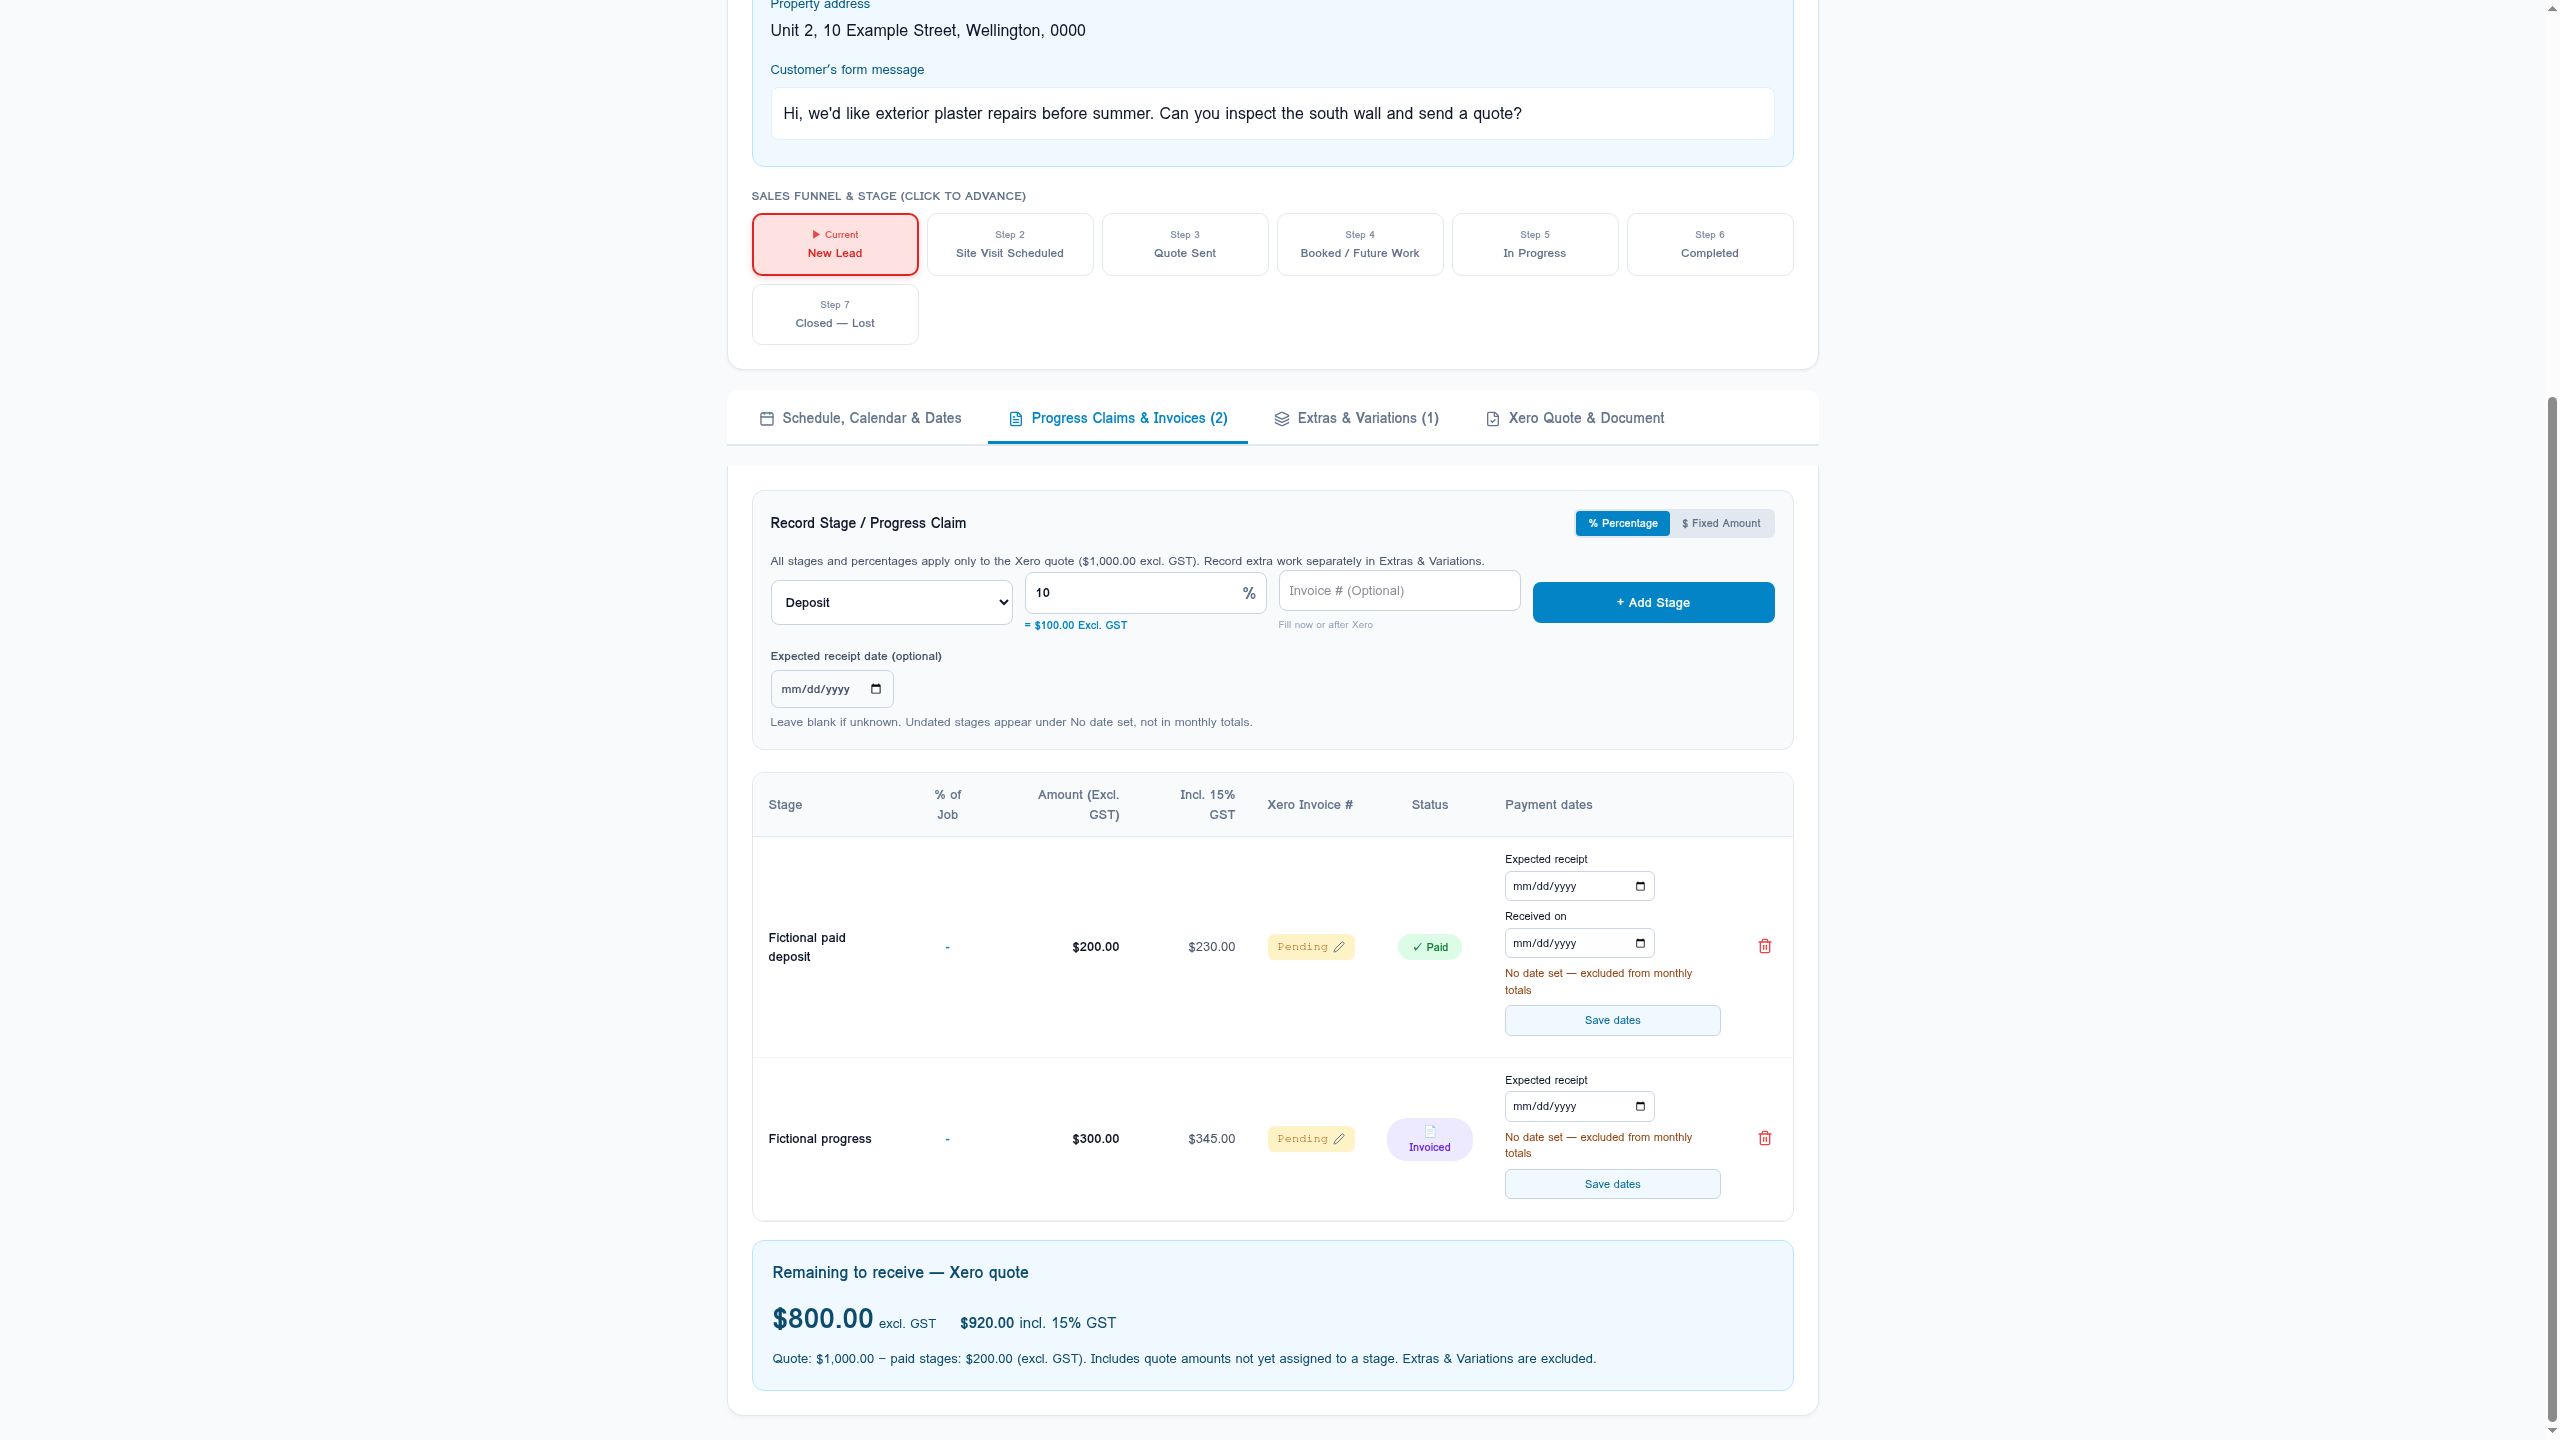 Property address
Unit 2, 10 Example Street, Wellington, 0000
Customer's form message
Hi, we'd like exterior plaster repairs before summer. Can you inspect the south wall and send a quote?
SALES FUNNEL & STAGE (CLICK TO ADVANCE)
▶ Current
New Lead
Step 2
Site Visit Scheduled
Step 3
Quote Sent
Step 4
Booked / Future Work
Step 5
In Progress
Step 6
Completed
Step 7
Closed — Lost
Schedule, Calendar & Dates
Progress Claims & Invoices (2)
Extras & Variations (1)
Xero Quote & Document
Record Stage / Progress Claim
% Percentage
$ Fixed Amount
All stages and percentages apply only to the Xero quote ($1,000.00 excl. GST). Record extra work separately in Extras & Variations.
Deposit
10 %
= $100.00 Excl. GST
Invoice # (Optional)
Fill now or after Xero
+ Add Stage
Expected receipt date (optional)
mm/dd/yyyy
Leave blank if unknown. Undated stages appear under No date set, not in monthly totals.
Stage
% of
Job
Amount (Excl.
GST)
Incl. 15%
GST
Xero Invoice #
Status
Payment dates
Fictional paid
deposit
-
$200.00
$230.00
Pending
✓ Paid
Expected receipt
mm/dd/yyyy
Received on
mm/dd/yyyy
No date set — excluded from monthly
totals
Save dates
Fictional progress
-
$300.00
$345.00
Pending
Invoiced
Expected receipt
mm/dd/yyyy
No date set — excluded from monthly
totals
Save dates
Remaining to receive — Xero quote
$800.00 excl. GST $920.00 incl. 15% GST
Quote: $1,000.00 − paid stages: $200.00 (excl. GST). Includes quote amounts not yet assigned to a stage. Extras & Variations are excluded.